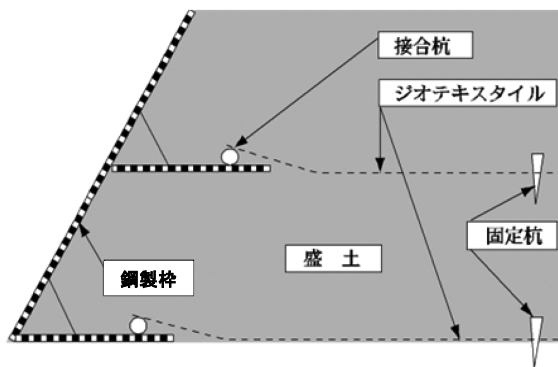 接合杭
ジオテキスタイル
固定杭
盛　土
鋼製枠